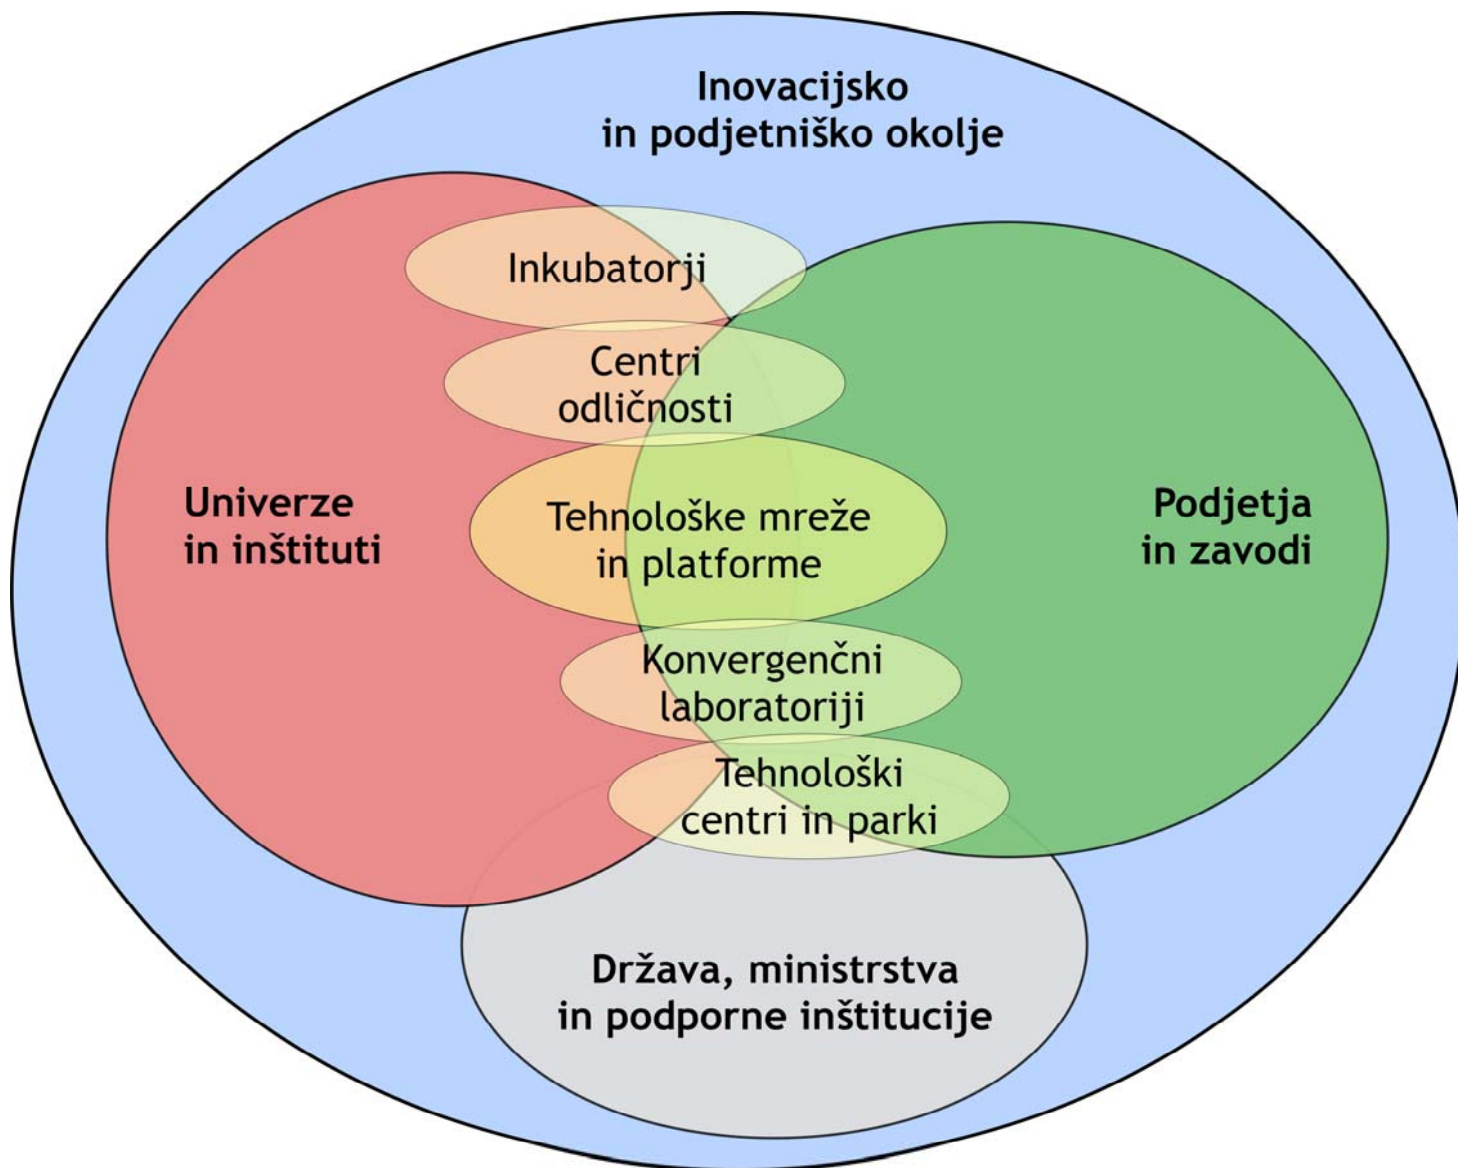 Inovacijsko
in podjetniško okolje
Inkubatorji
Centri
odličnosti
Univerze
in inštituti
Tehnološke mreže
in platforme
Podjetja
in zavodi
Konvergenčni
laboratoriji
Tehnološki
centri in parki
Država, ministrstva
in podporne inštitucije